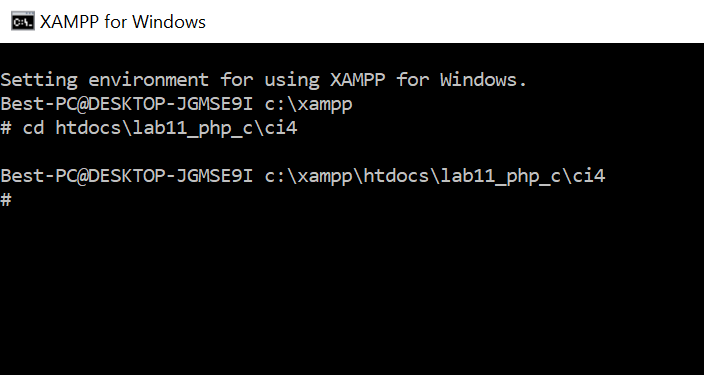 XAMPP for Windows
Setting environment for using XAMPP for Windows.
Best-PC@DESKTOP-JGMSE9I c:\xampp
# cd htdocs\lab11_php_c\ci4
Best-PC@DESKTOP-JGMSE9I c:\xampp\htdocs\lab11_php_c\ci4
#